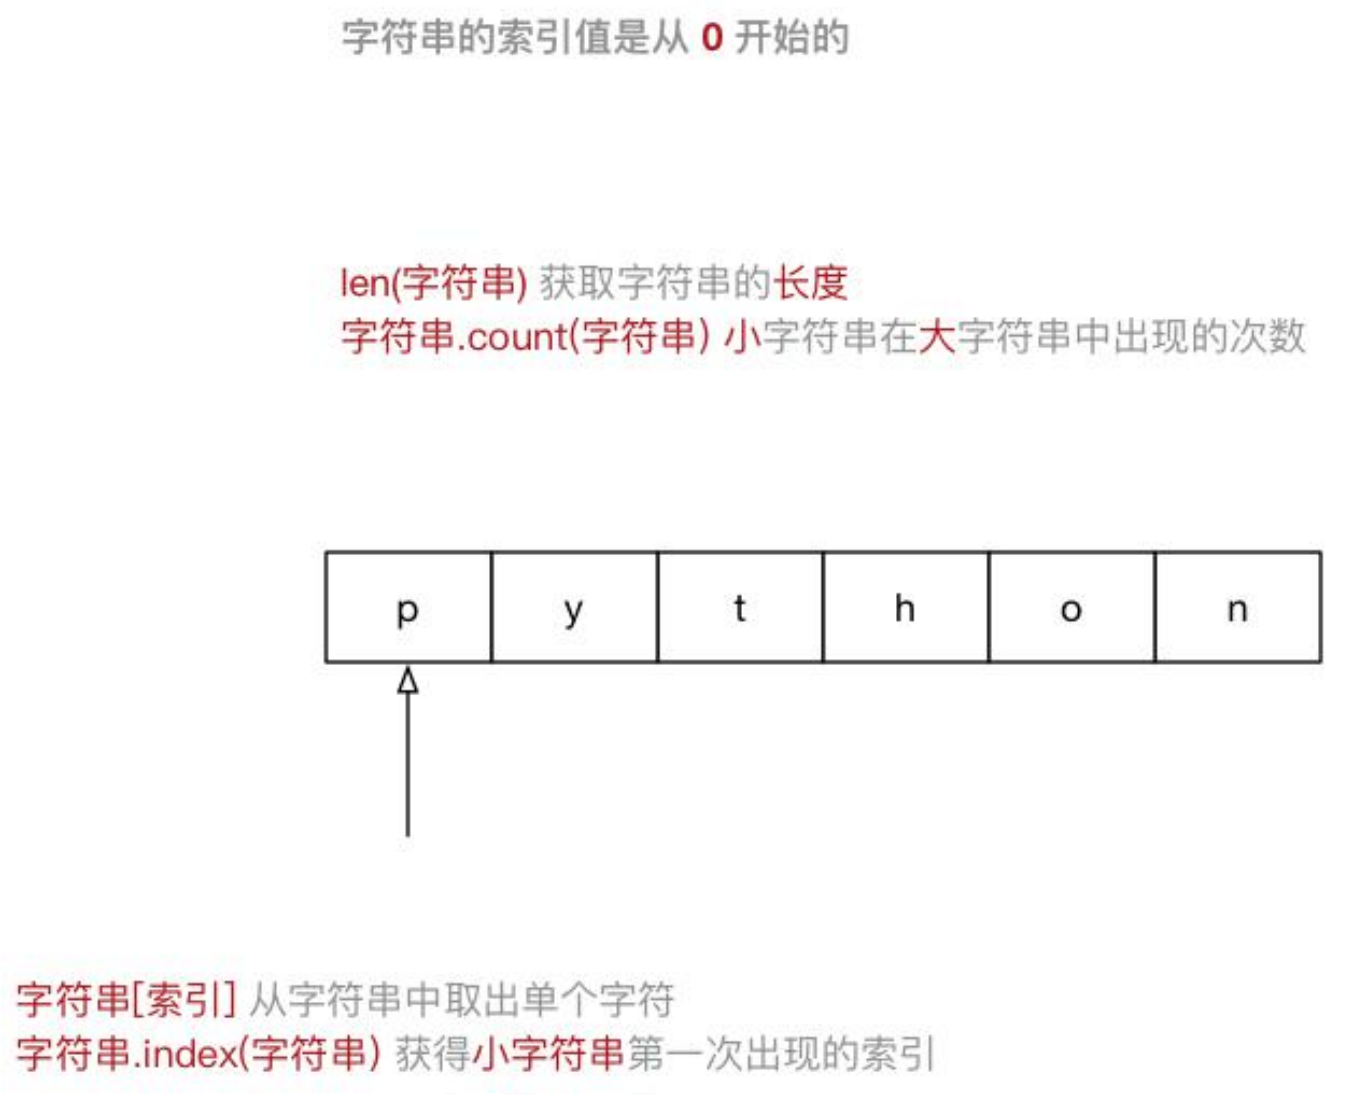 字符串的索引值是从 0 开始的
len(字符串) 获取字符串的长度
字符串.count(字符串) 小字符串在大字符串中出现的次数
p y t h o n
字符串[索引] 从字符串中取出单个字符
字符串.index(字符串) 获得小字符串第一次出现的索引